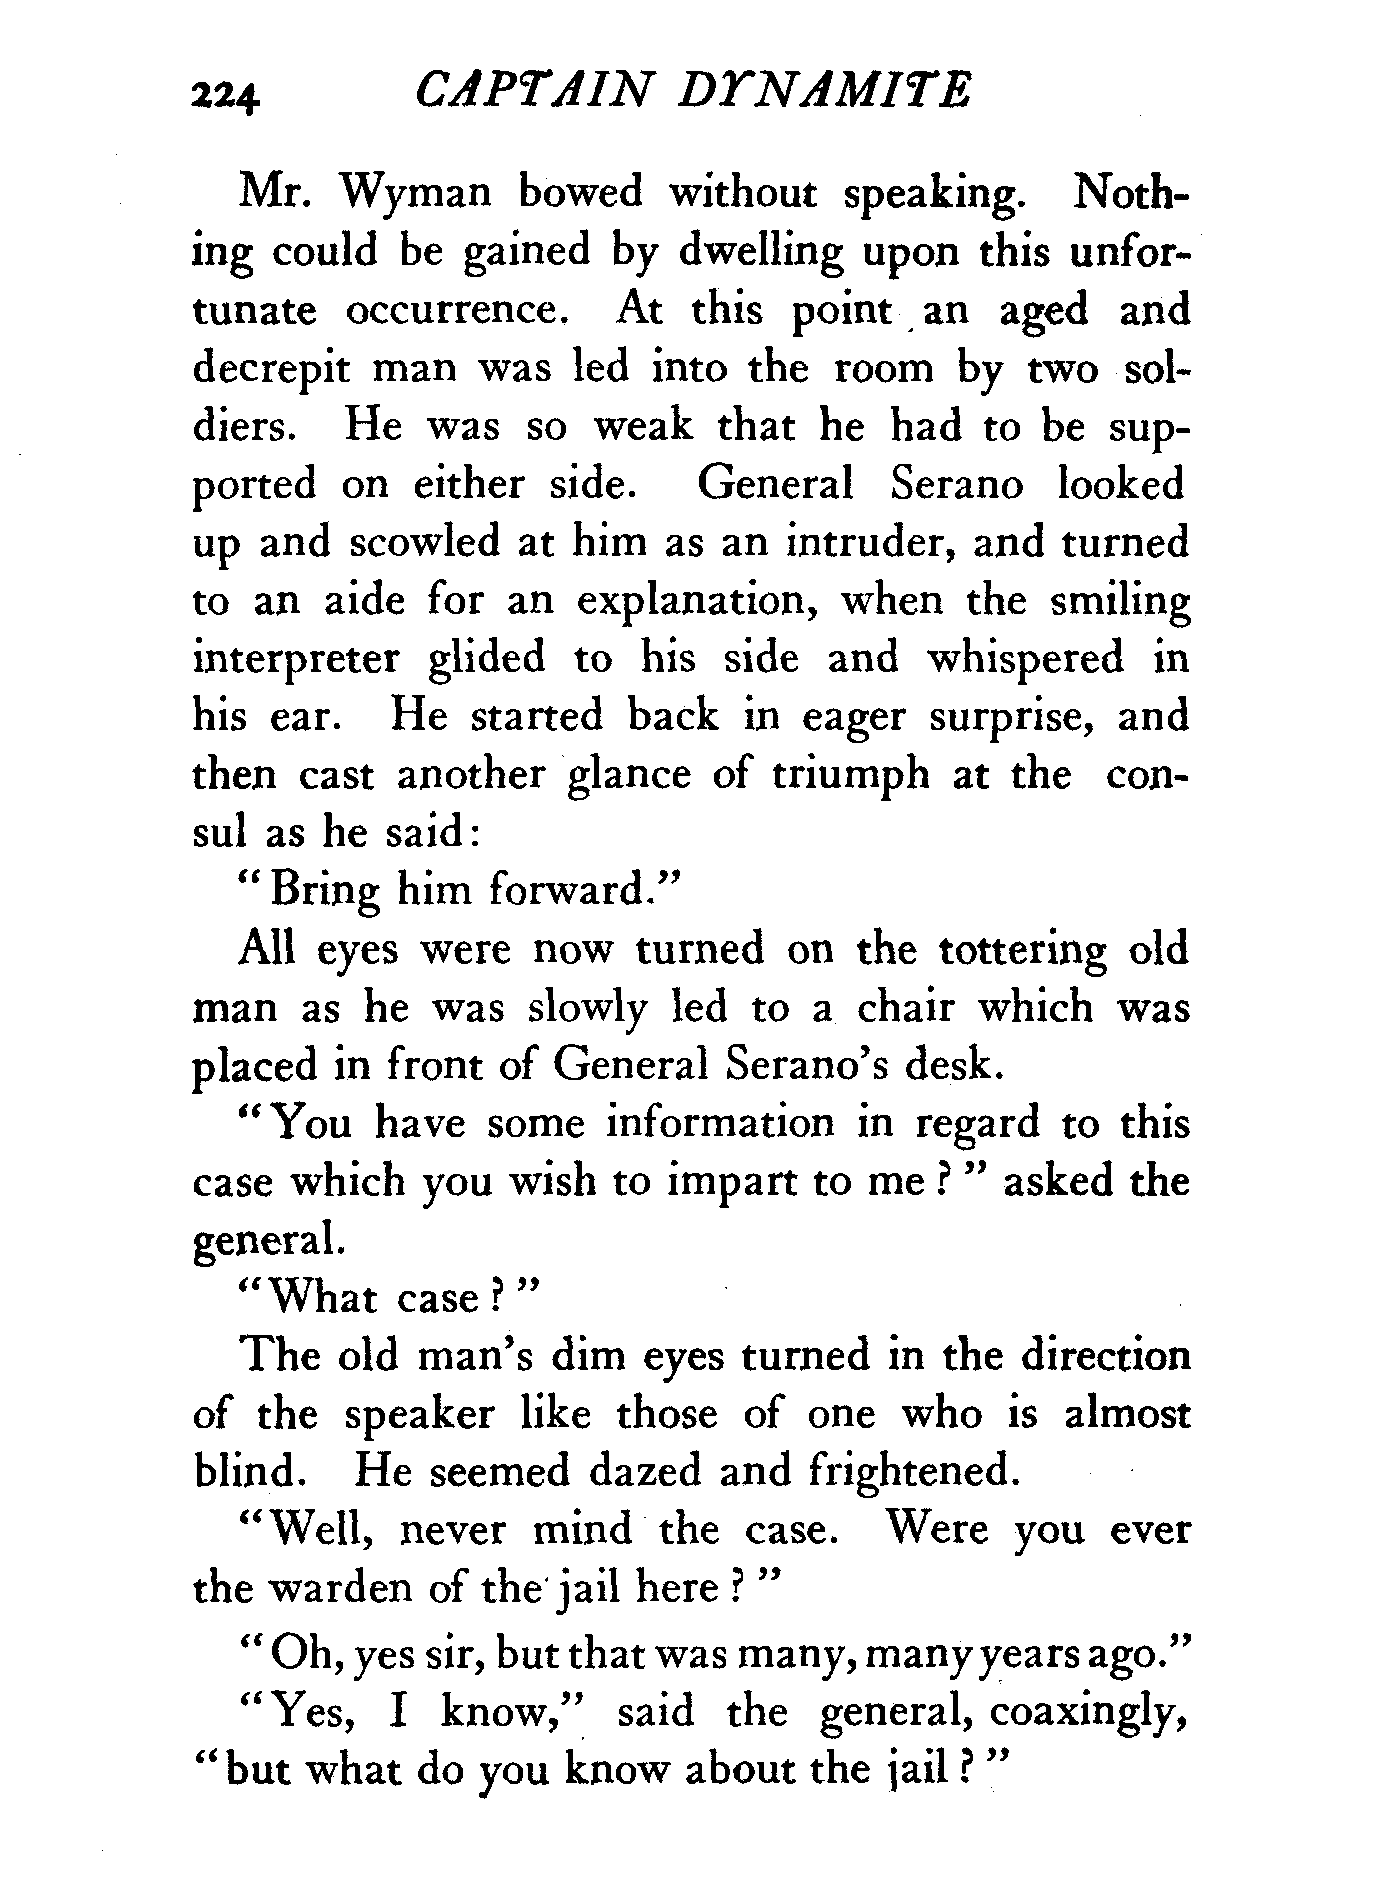 224 CAPTAIN DYNAMITE
Mr. Wyman bowed without speaking. Noth-
ing could be gained by dwelling upon this unfor-
tunate occurrence. At this point an aged and
decrepit man was led into the room by two sol-
diers. He was so weak that he had to be sup-
ported on either side. General Serano looked
up and scowled at him as an intruder, and turned
to an aide for an explanation, when the smiling
interpreter glided to his side and whispered in
his ear. He started back in eager surprise, and
then cast another glance of triumph at the con-
sul as he said:
"Bring him forward."
All eyes were now turned on the tottering old
man as he was slowly led to a chair which was
placed in front of General Serano's desk.
"You have some information in regard to this
case which you wish to impart to me?" asked the
general.
"What case?"
The old man's dim eyes turned in the direction
of the speaker like those of one who is almost
blind. He seemed dazed and frightened.
"Well, never mind the case. Were you ever
the warden of the jail here?"
"Oh, yes sir, but that was many, many years ago."
"Yes, I know," said the general, coaxingly,
"but what do you know about the jail?"